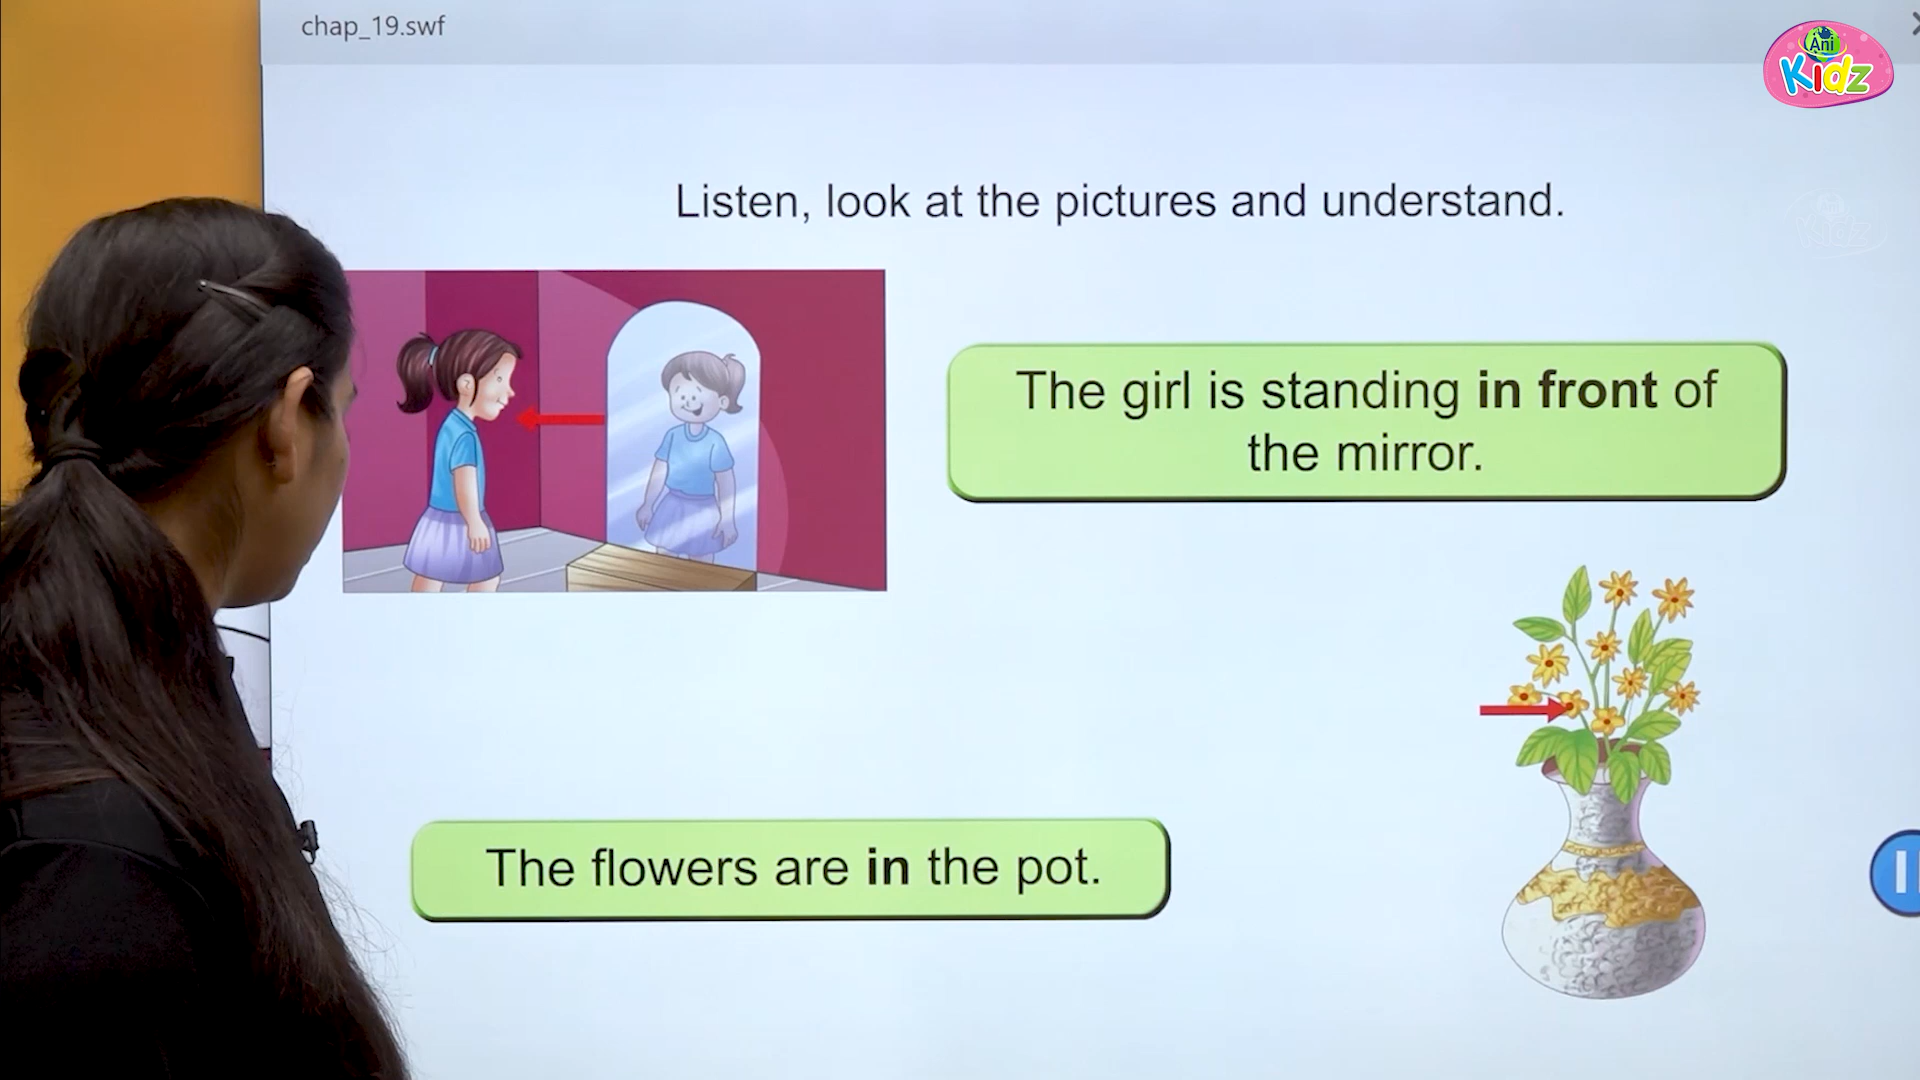 chap_19.swf
Ani
Kidz
Listen, look at the pictures and understand.
The girl is standing in front of
the mirror.
The flowers are in the pot.